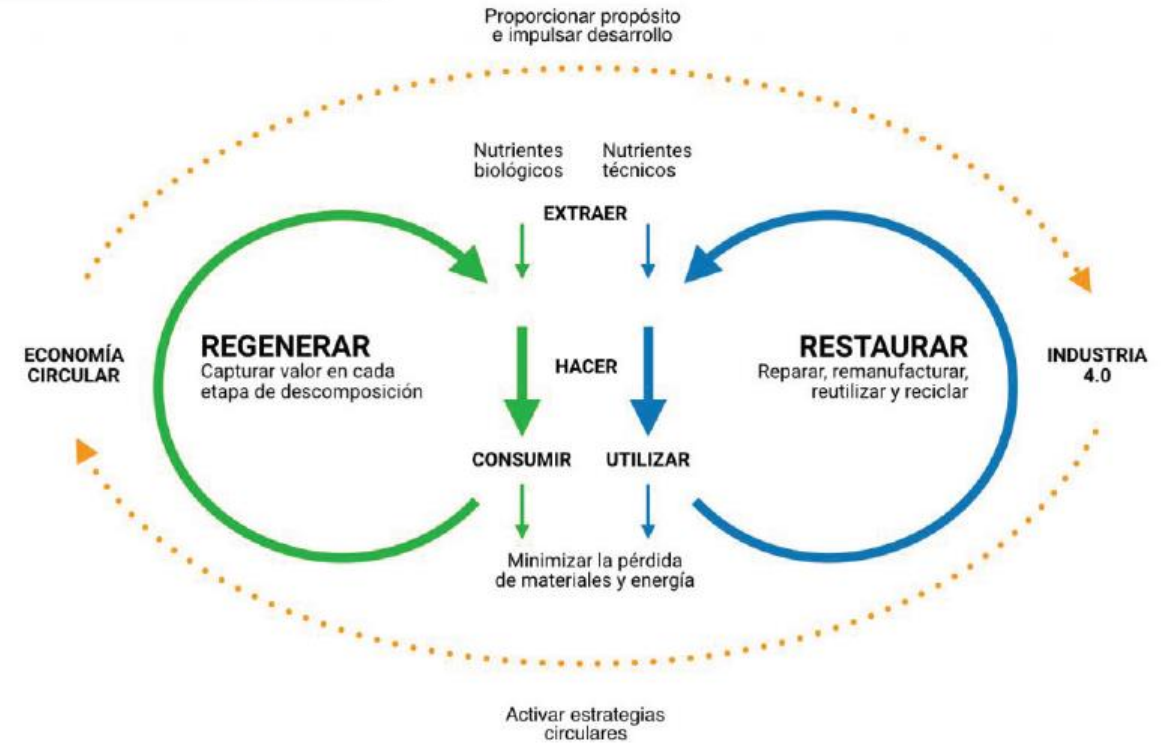 Proporcionar propósito
e impulsar desarrollo
Nutrientes
biológicos
Nutrientes
técnicos
EXTRAER
ECONOMÍA
CIRCULAR
REGENERAR
Capturar valor en cada
etapa de descomposición
HACER
RESTAURAR
Reparar, remanufacturar,
reutilizar y reciclar
INDUSTRIA
4.0
CONSUMIR
UTILIZAR
Minimizar la pérdida
de materiales y energía
Activar estrategias
circulares